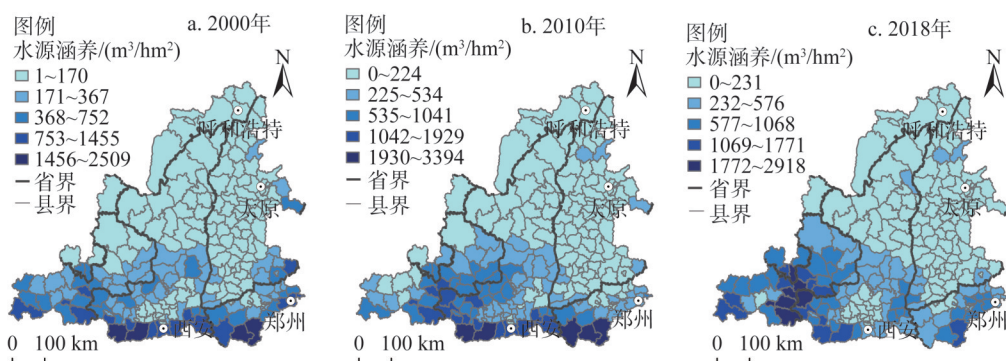 图例
a. 2000年
水源涵养/(m³/hm²)
N
1~170
171~367
368~752
753~1455
1456~2509
省界
县界
呼和浩特
太原
西安
郑州
0 100 km
图例
b. 2010年
水源涵养/(m³/hm²)
N
0~224
225~534
535~1041
1042~1929
1930~3394
省界
县界
呼和浩特
太原
西安
郑州
0 100 km
图例
c. 2018年
水源涵养/(m³/hm²)
N
0~231
232~576
577~1068
1069~1771
1772~2918
省界
县界
呼和浩特
太原
西安
郑州
0 100 km